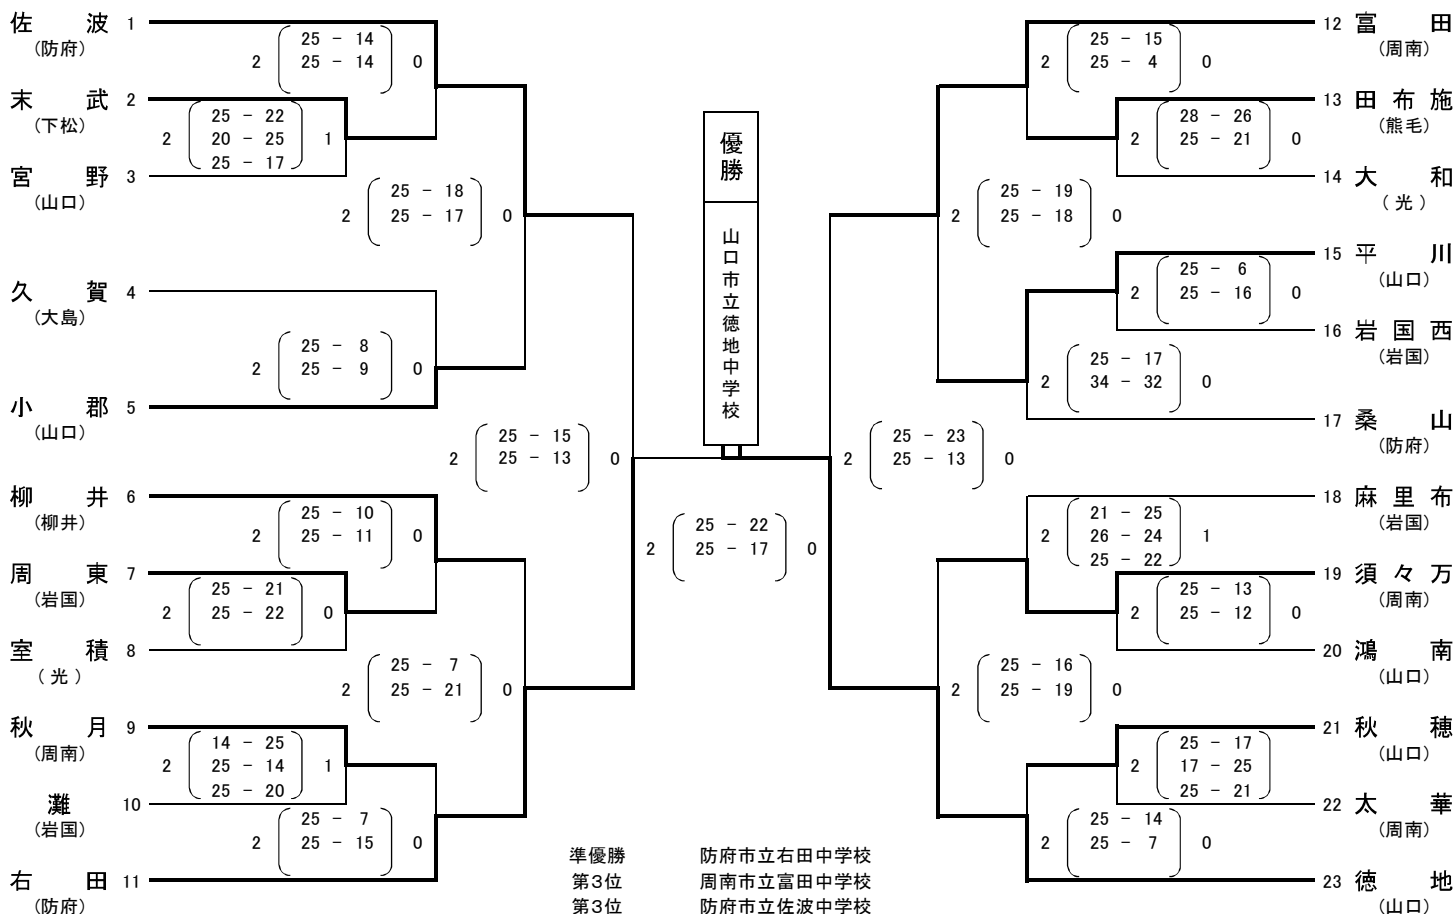 佐波 1
(防府)
2 25 - 14 0
25 - 14
末武 2
(下松)
25 - 22
2 20 - 25 1
25 - 17
宮野 3
(山口)
25 - 18
2 25 - 17 0
久賀 4
(大島)
25 - 8
2 25 - 9 0
小郡 5
(山口)
25 - 15
2 25 - 13 0
柳井 6
(柳井)
25 - 10
2 25 - 11 0
周東 7
(岩国)
25 - 21
2 25 - 22 0
室積 8
(光)
25 - 7
2 25 - 21 0
秋月 9
(周南)
14 - 25
2 25 - 14 1
25 - 20
灘 10
(岩国)
25 - 7
2 25 - 15 0
右田 11
(防府)
優勝
山口市立徳地中学校
25 - 22
2 25 - 17 0
準優勝 防府市立右田中学校
第3位 周南市立富田中学校
第3位 防府市立佐波中学校
12 富田
(周南)
25 - 15
2 25 - 4 0
13 田布施
(熊毛)
28 - 26
2 25 - 21 0
14 大和
(光)
25 - 19
2 25 - 18 0
15 平川
(山口)
25 - 6
2 25 - 16 0
16 岩国西
(岩国)
25 - 17
2 34 - 32 0
17 桑山
(防府)
25 - 23
2 25 - 13 0
18 麻里布
(岩国)
21 - 25
2 26 - 24 1
25 - 22
19 須々万
(周南)
25 - 13
2 25 - 12 0
20 鴻南
(山口)
25 - 16
2 25 - 19 0
21 秋穂
(山口)
25 - 17
2 17 - 25
25 - 21
22 太華
(周南)
25 - 14
2 25 - 7 0
23 徳地
(山口)